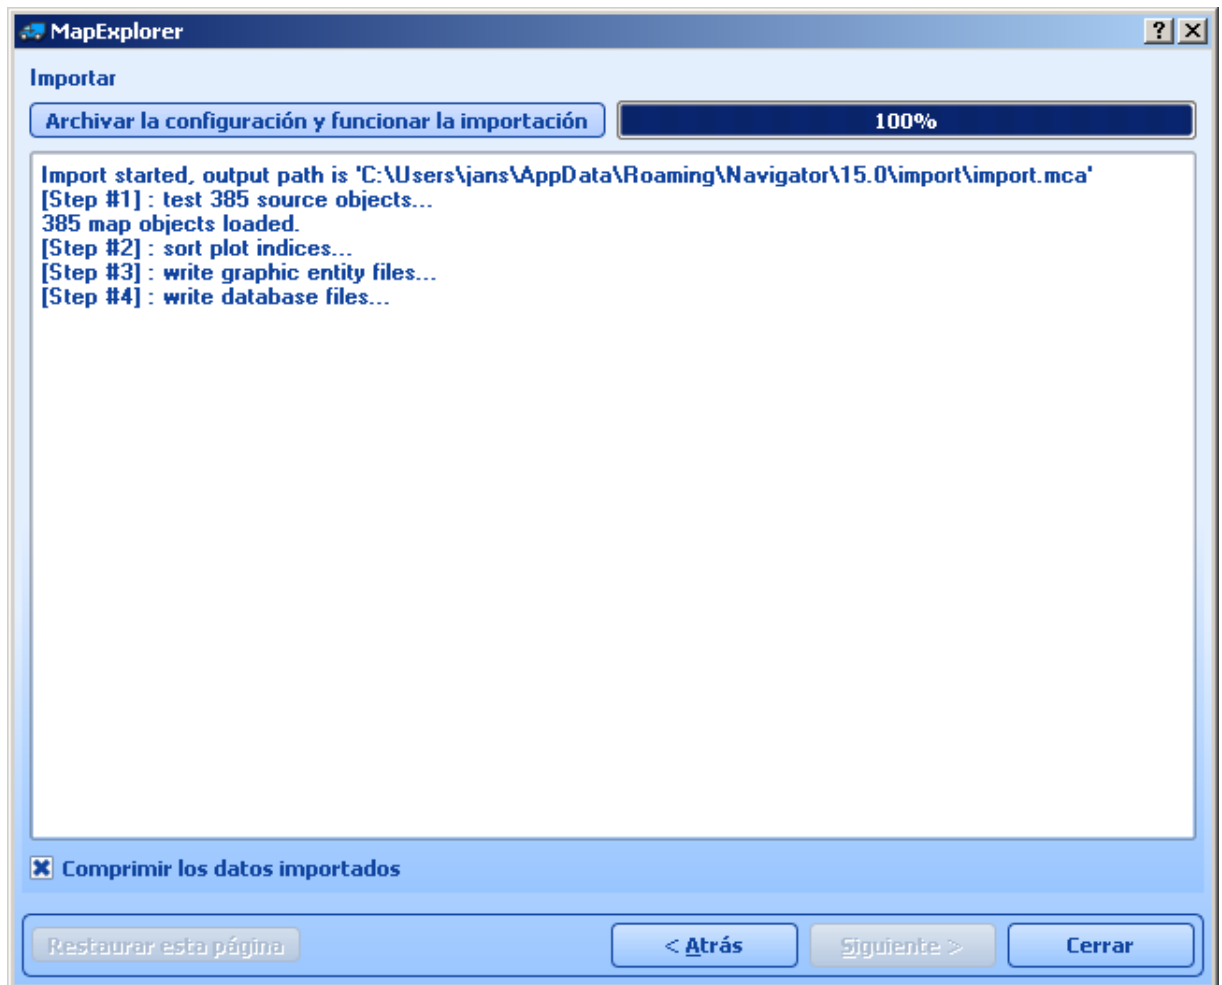 MapExplorer
Importar
Archivar la configuración y funcionar la importación 100%
Import started, output path is 'C:\Users\jans\AppData\Roaming\Navigator\15.0\import\import.mca'
[Step #1] : test 385 source objects...
385 map objects loaded.
[Step #2] : sort plot indices...
[Step #3] : write graphic entity files...
[Step #4] : write database files...
Comprimir los datos importados
Restaurar esta página < Atrás Siguiente > Cerrar